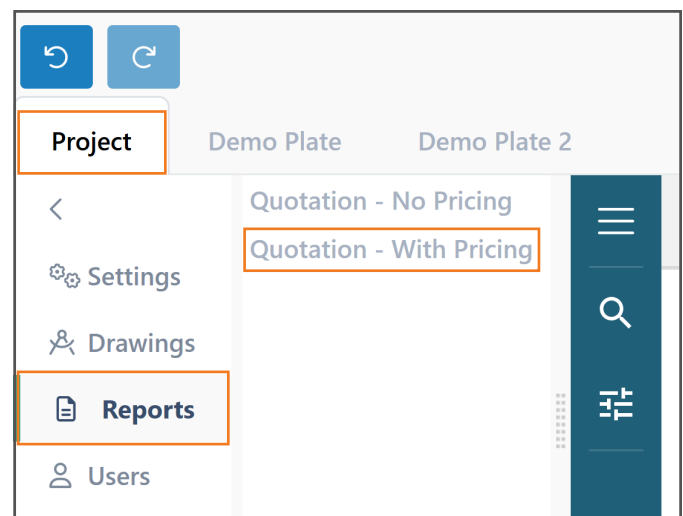 Project
Demo Plate
Demo Plate 2
Settings
Drawings
Reports
Users
Quotation - No Pricing
Quotation - With Pricing